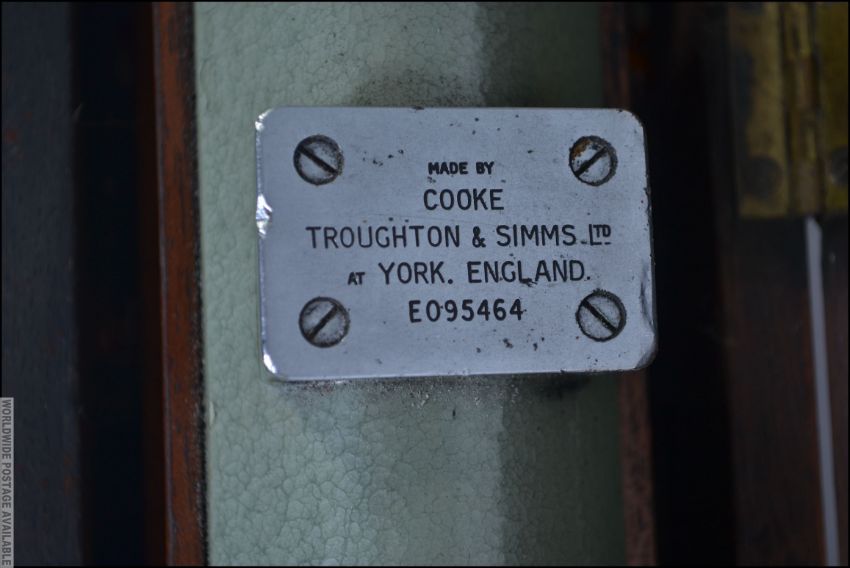 MADE BY
COOKE
TROUGHTON & SIMMS LTD
AT YORK. ENGLAND.
E095464
WORLDWIDE POSTAGE AVAILABLE